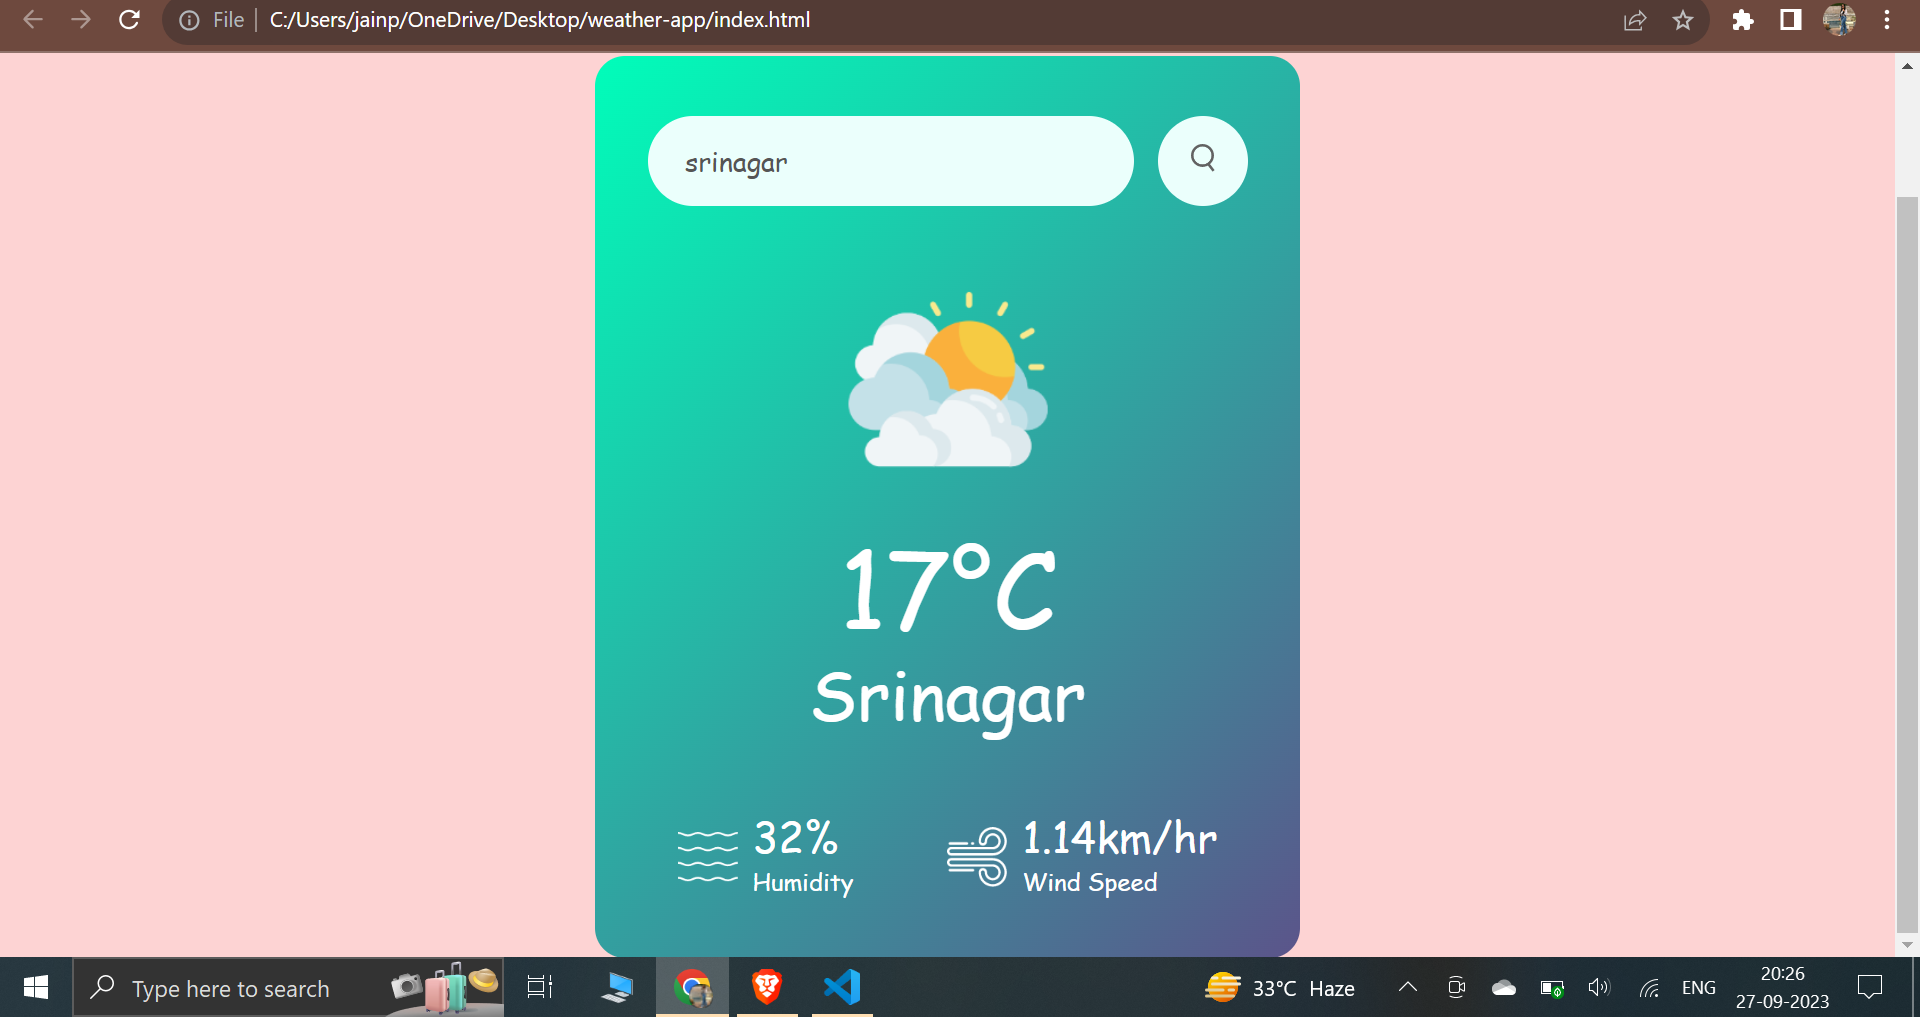 File C:/Users/jainp/OneDrive/Desktop/weather-app/index.html
srinagar
17°C
Srinagar
32%
Humidity
1.14km/hr
Wind Speed
Type here to search
33°C Haze
ENG
20:26
27-09-2023